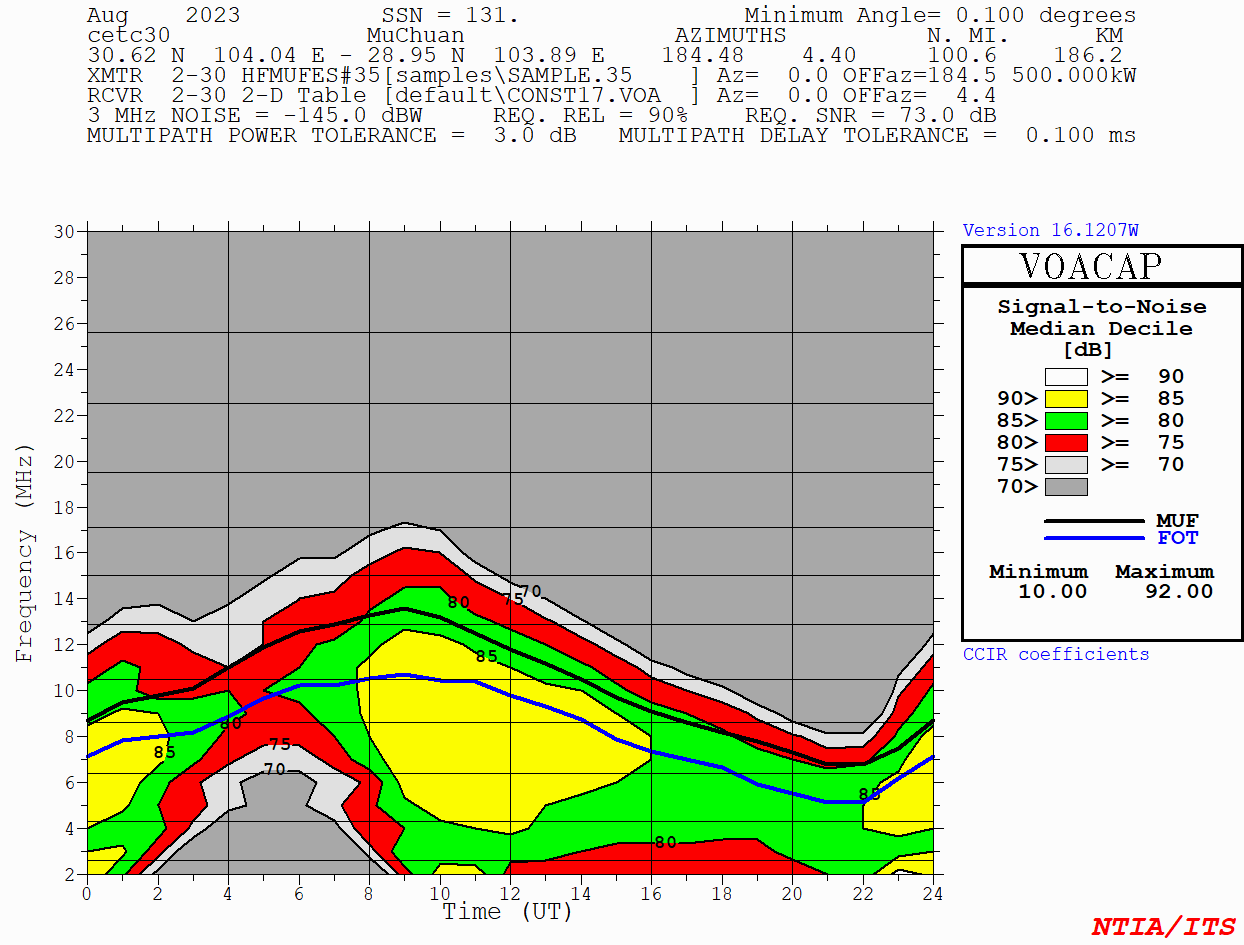 Aug    2023          SSN = 131.                Minimum Angle= 0.100 degrees
cetc30              MuChuan               AZIMUTHS          N. MI.      KM
30.62 N  104.04 E - 28.95 N  103.89 E    184.48    4.40     100.6    186.2
XMTR  2-30 HFMUFES#35[samples\SAMPLE.35    ] Az=  0.0 OFFaz=184.5 500.000kW
RCVR  2-30 2-D Table [default\CONST17.VOA  ] Az=  0.0 OFFaz=  4.4
3 MHz NOISE = -145.0 dBW     REQ. REL = 90%    REQ. SNR = 73.0 dB
MULTIPATH POWER TOLERANCE =  3.0 dB   MULTIPATH DELAY TOLERANCE =  0.100 ms
Version 16.1207W
VOACAP
Signal-to-Noise
Median Decile
[dB]
>= 90
90> >= 85
85> >= 80
80> >= 75
75> >= 70
70>
MUF
FOT
Minimum Maximum
10.00 92.00
CCIR coefficients
Frequency (MHz)
30
28
26
24
22
20
18
16
14
12
10
8
6
4
2
70
75
80
85
80
85
75
70
85
80
0 2 4 6 8 10 12 14 16 18 20 22 24
Time (UT)
NTIA/ITS